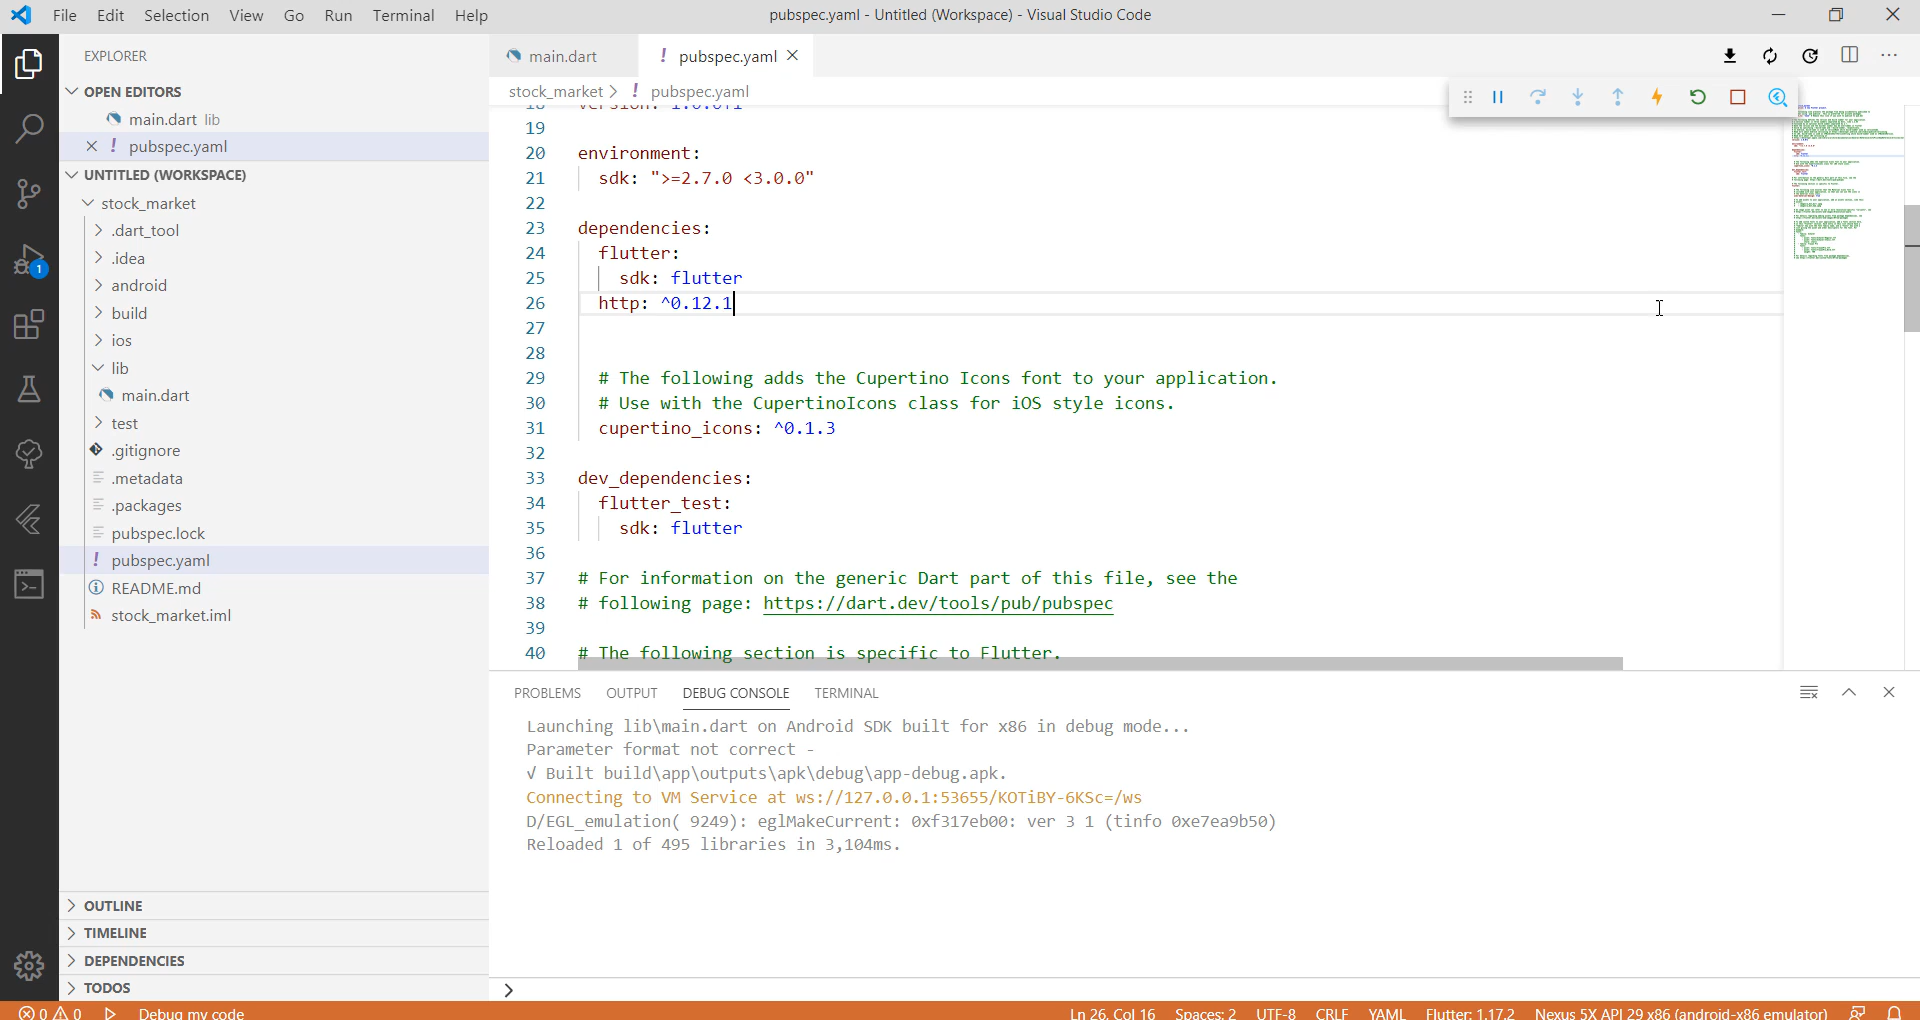 File Edit Selection View Go Run Terminal Help
pubspec.yaml - Untitled (Workspace) - Visual Studio Code
EXPLORER
OPEN EDITORS
main.dart lib
! pubspec.yaml
UNTITLED (WORKSPACE)
stock_market
.dart_tool
.idea
android
build
ios
lib
main.dart
test
.gitignore
.metadata
.packages
pubspec.lock
! pubspec.yaml
README.md
stock_market.iml
OUTLINE
TIMELINE
DEPENDENCIES
TODOS
1
main.dart
! pubspec.yaml
stock_market > ! pubspec.yaml
18 version: 1.0.0+1
19
20 environment:
21 sdk: ">=2.7.0 <3.0.0"
22
23 dependencies:
24 flutter:
25 sdk: flutter
26 http: ^0.12.1
27
28
29 # The following adds the Cupertino Icons font to your application.
30 # Use with the CupertinoIcons class for iOS style icons.
31 cupertino_icons: ^0.1.3
32
33 dev_dependencies:
34 flutter_test:
35 sdk: flutter
36
37 # For information on the generic Dart part of this file, see the
38 # following page: https://dart.dev/tools/pub/pubspec
39
40 # The following section is specific to Flutter.
PROBLEMS OUTPUT DEBUG CONSOLE TERMINAL
Launching lib\main.dart on Android SDK built for x86 in debug mode...
Parameter format not correct -
√ Built build\app\outputs\apk\debug\app-debug.apk.
Connecting to VM Service at ws://127.0.0.1:53655/KOTiBY-6KSc=/ws
D/EGL_emulation( 9249): eglMakeCurrent: 0xf317eb00: ver 3 1 (tinfo 0xe7ea9b50)
Reloaded 1 of 495 libraries in 3,104ms.
0 0 Debug my code
Ln 26, Col 16 Spaces: 2 UTF-8 CRLF YAML Flutter: 1.17.2 Nexus 5X API 29 x86 (android-x86 emulator)